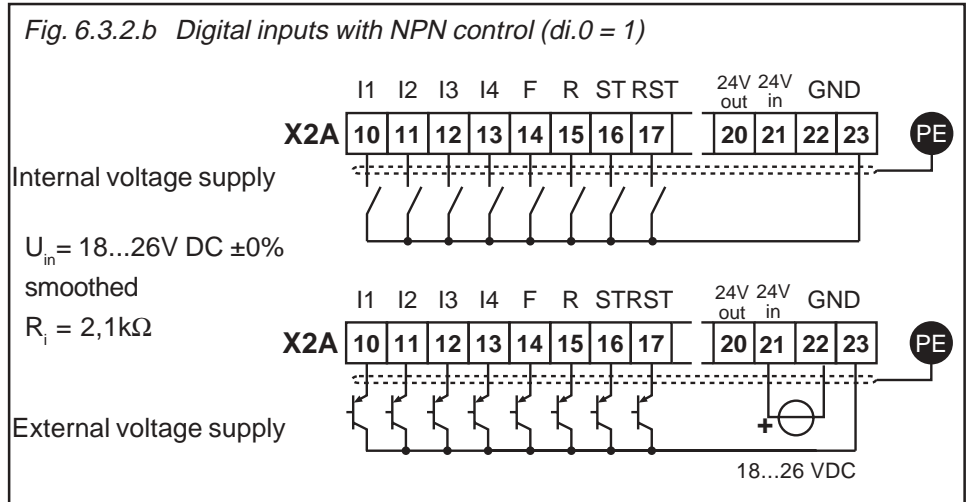 Fig. 6.3.2.b Digital inputs with NPN control (di.0 = 1)
I1 I2 I3 I4 F R ST RST 24V out 24V in GND
X2A 10 11 12 13 14 15 16 17 20 21 22 23 PE
Internal voltage supply
Uin= 18...26V DC ±0%
smoothed
Ri = 2,1kΩ
I1 I2 I3 I4 F R STRST 24V out 24V in GND
X2A 10 11 12 13 14 15 16 17 20 21 22 23 PE
External voltage supply
+
18...26 VDC